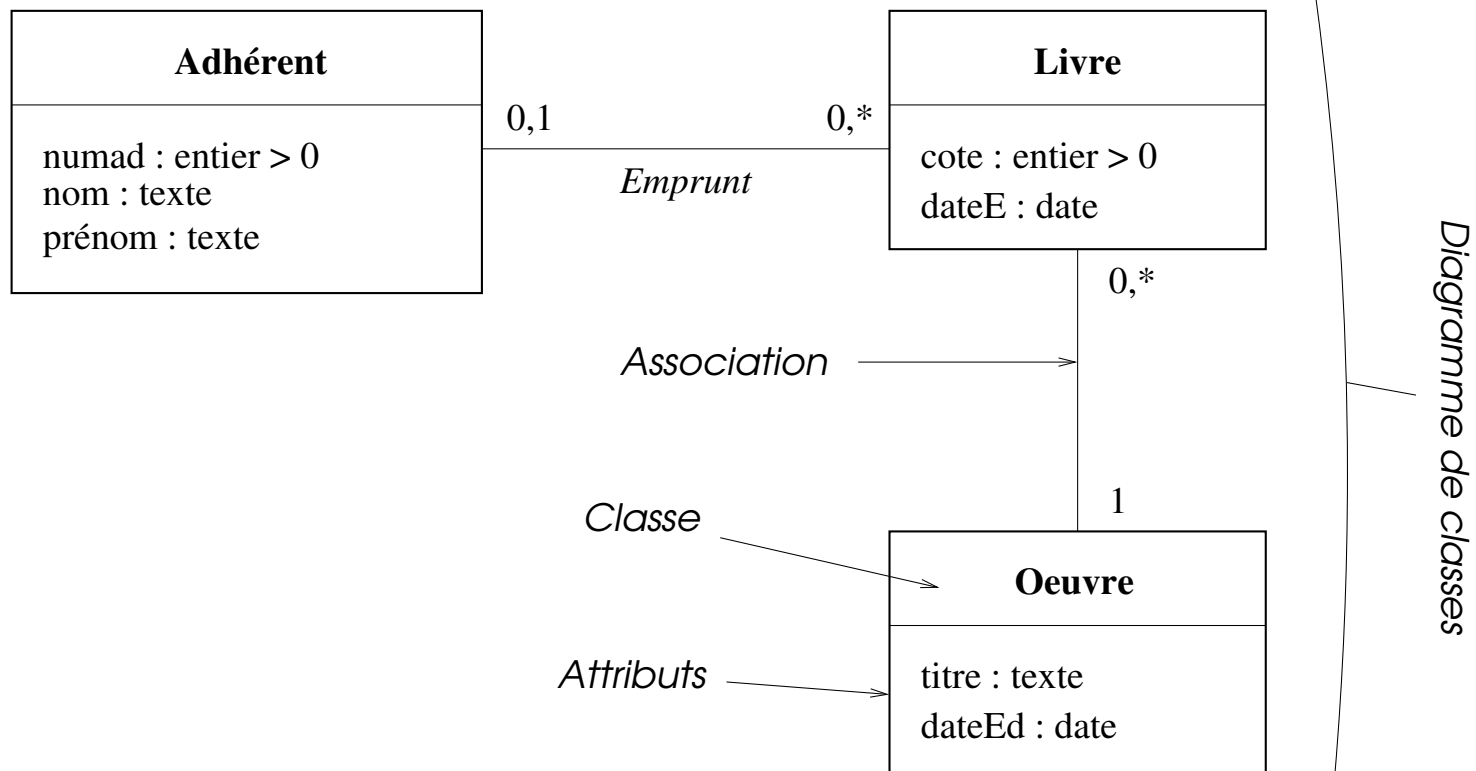 Adhérent
numad : entier > 0
nom : texte
prénom : texte
0,1
0,*
Emprunt
Livre
cote : entier > 0
dateE : date
0,*
Association
1
Classe
Oeuvre
Attributs
titre : texte
dateEd : date
Diagramme de classes